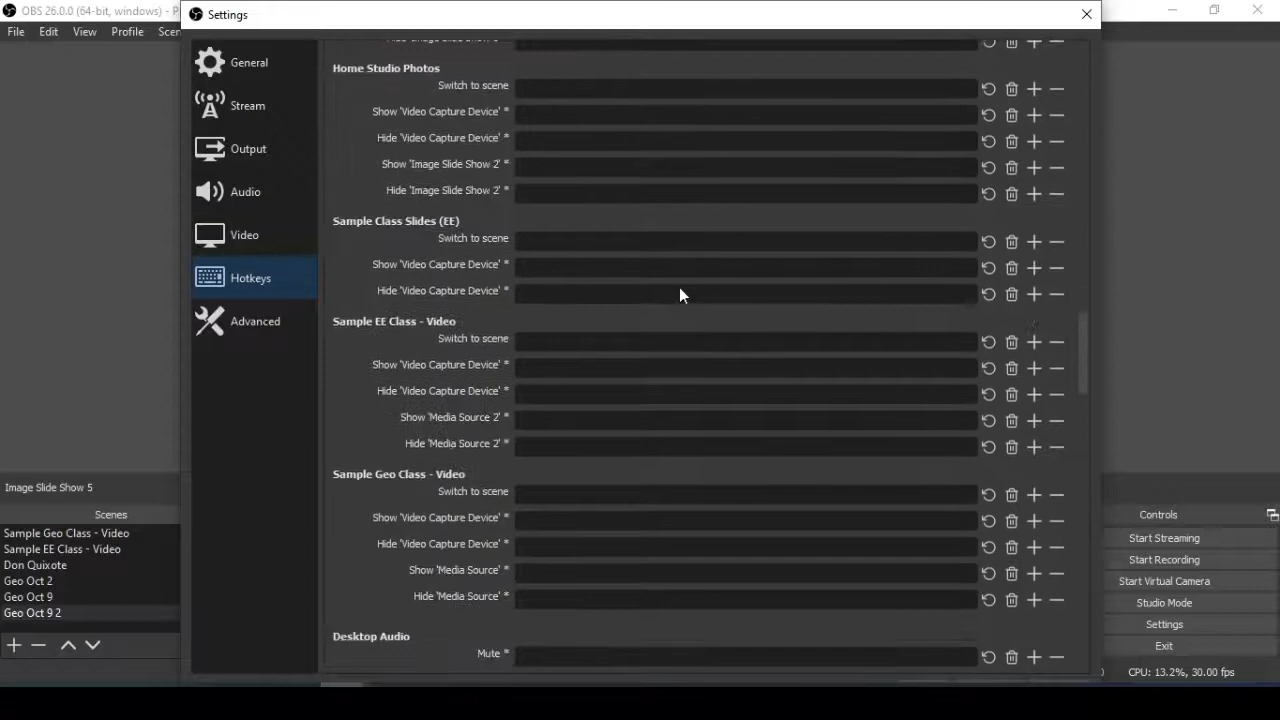 OBS 26.0.0 (64-bit, windows) - P
Settings
File Edit View Profile Scen
General
Stream
Output
Audio
Video
Hotkeys
Advanced
Hide 'Image Slide Show 3' *
Home Studio Photos
Switch to scene
Show 'Video Capture Device' *
Hide 'Video Capture Device' *
Show 'Image Slide Show 2' *
Hide 'Image Slide Show 2' *
Sample Class Slides (EE)
Switch to scene
Show 'Video Capture Device' *
Hide 'Video Capture Device' *
Sample EE Class - Video
Switch to scene
Show 'Video Capture Device' *
Hide 'Video Capture Device' *
Show 'Media Source 2' *
Hide 'Media Source 2' *
Sample Geo Class - Video
Switch to scene
Show 'Video Capture Device' *
Hide 'Video Capture Device' *
Show 'Media Source' *
Hide 'Media Source' *
Desktop Audio
Mute *
Image Slide Show 5
Scenes
Sample Geo Class - Video
Sample EE Class - Video
Don Quixote
Geo Oct 2
Geo Oct 9
Geo Oct 9 2
Controls
Start Streaming
Start Recording
Start Virtual Camera
Studio Mode
Settings
Exit
0 CPU: 13.2%, 30.00 fps